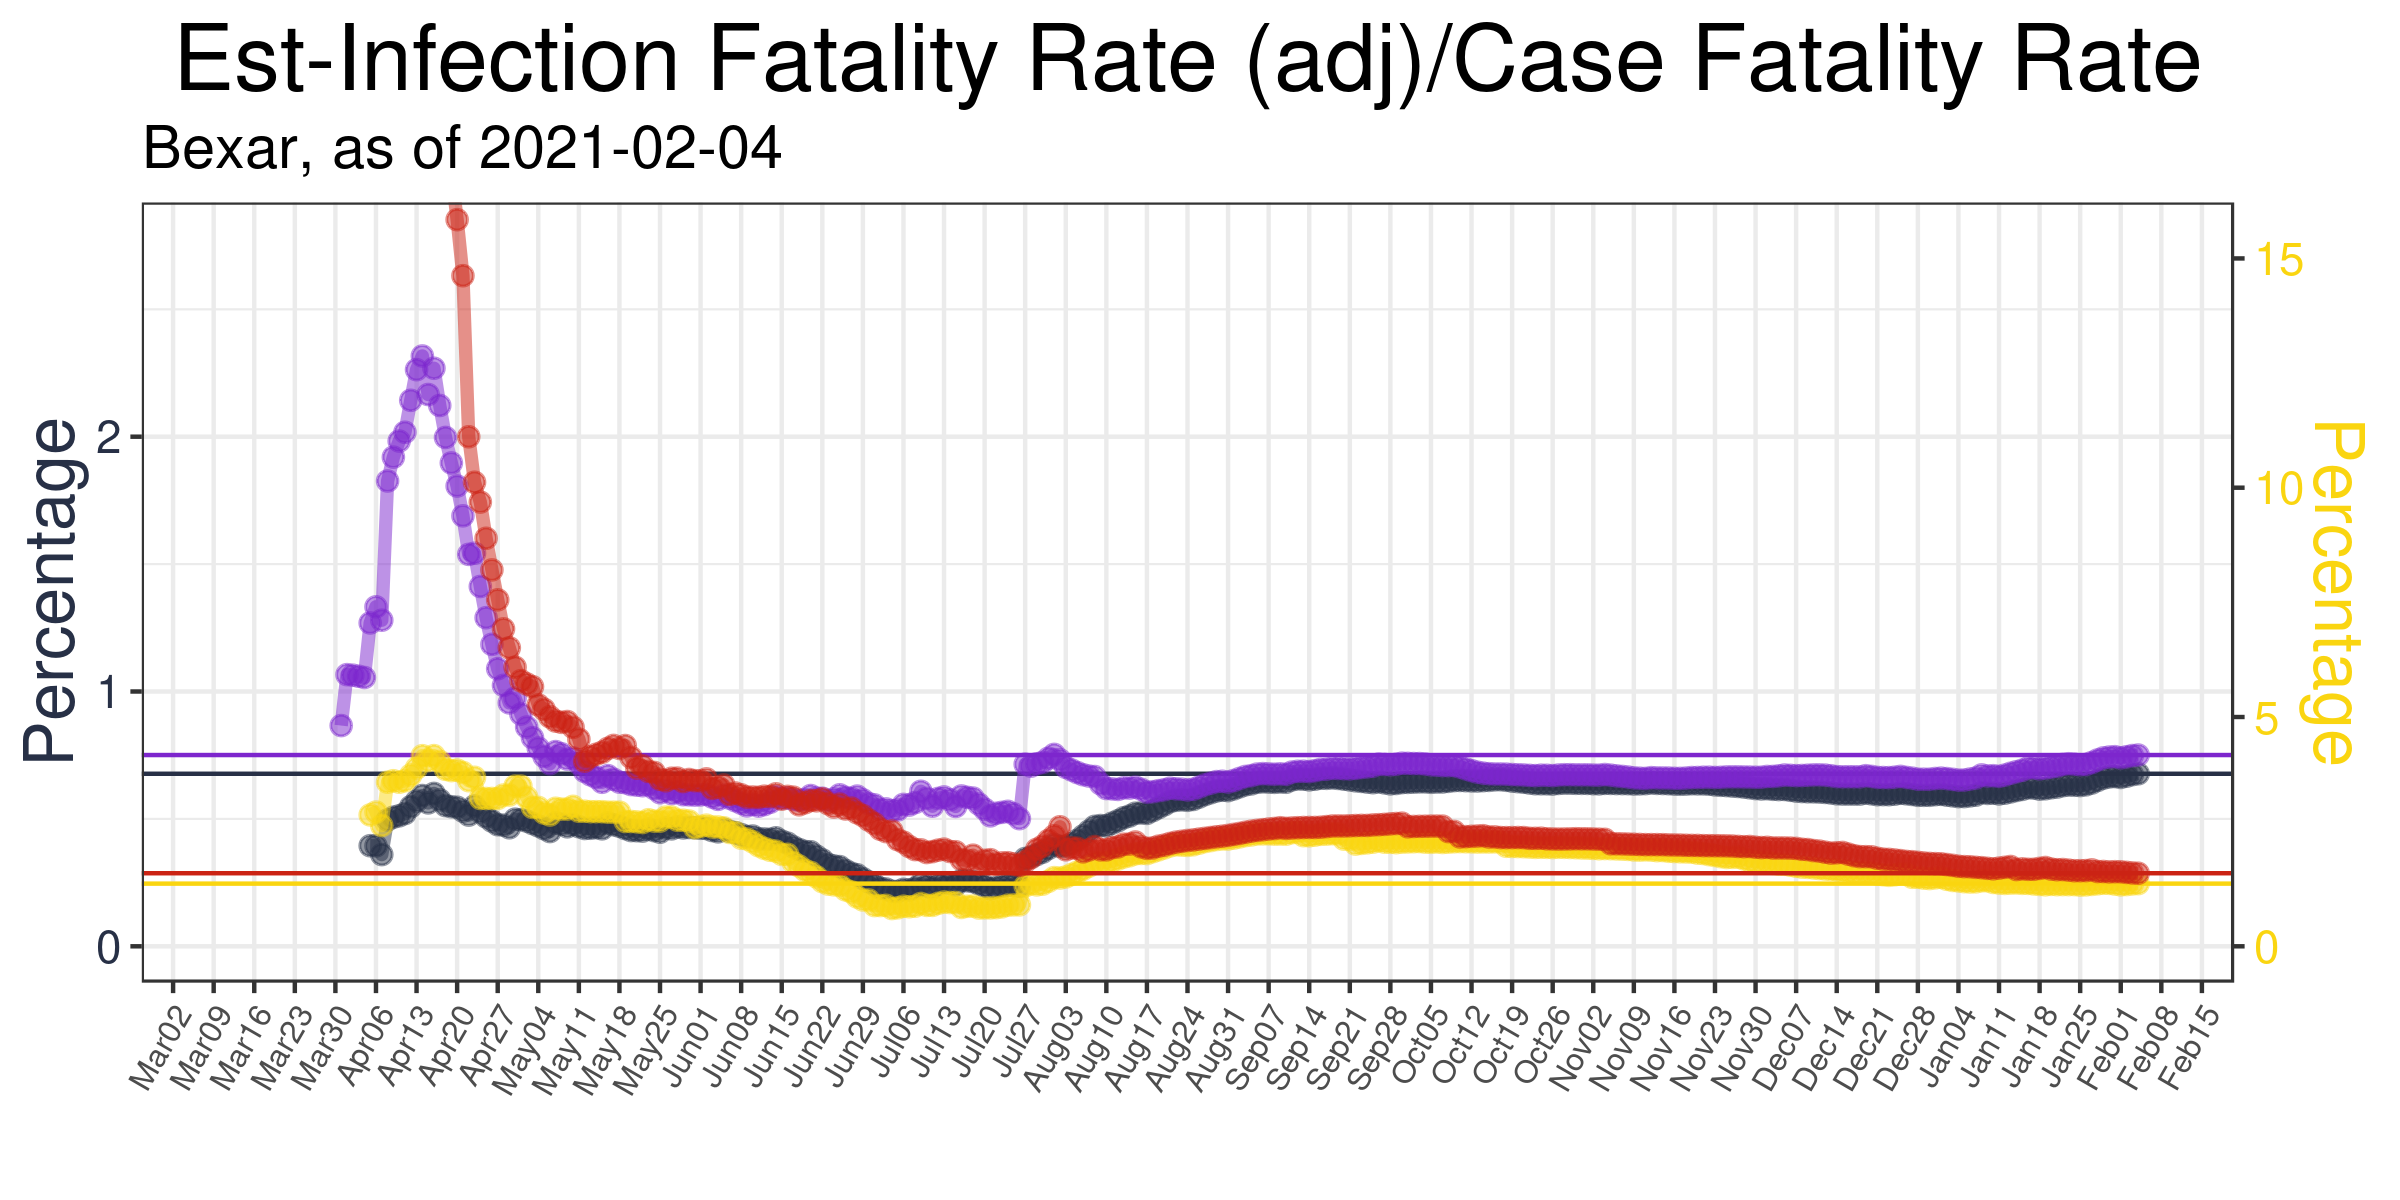 Est-Infection Fatality Rate (adj)/Case Fatality Rate
Bexar, as of 2021-02-04
Percentage
2
1
0
15
10
5
0
Percentage
Mar02
Mar09
Mar16
Mar23
Mar30
Apr06
Apr13
Apr20
Apr27
May04
May11
May18
May25
Jun01
Jun08
Jun15
Jun22
Jun29
Jul06
Jul13
Jul20
Jul27
Aug03
Aug10
Aug17
Aug24
Aug31
Sep07
Sep14
Sep21
Sep28
Oct05
Oct12
Oct19
Oct26
Nov02
Nov09
Nov16
Nov23
Nov30
Dec07
Dec14
Dec21
Dec28
Jan04
Jan11
Jan18
Jan25
Feb01
Feb08
Feb15